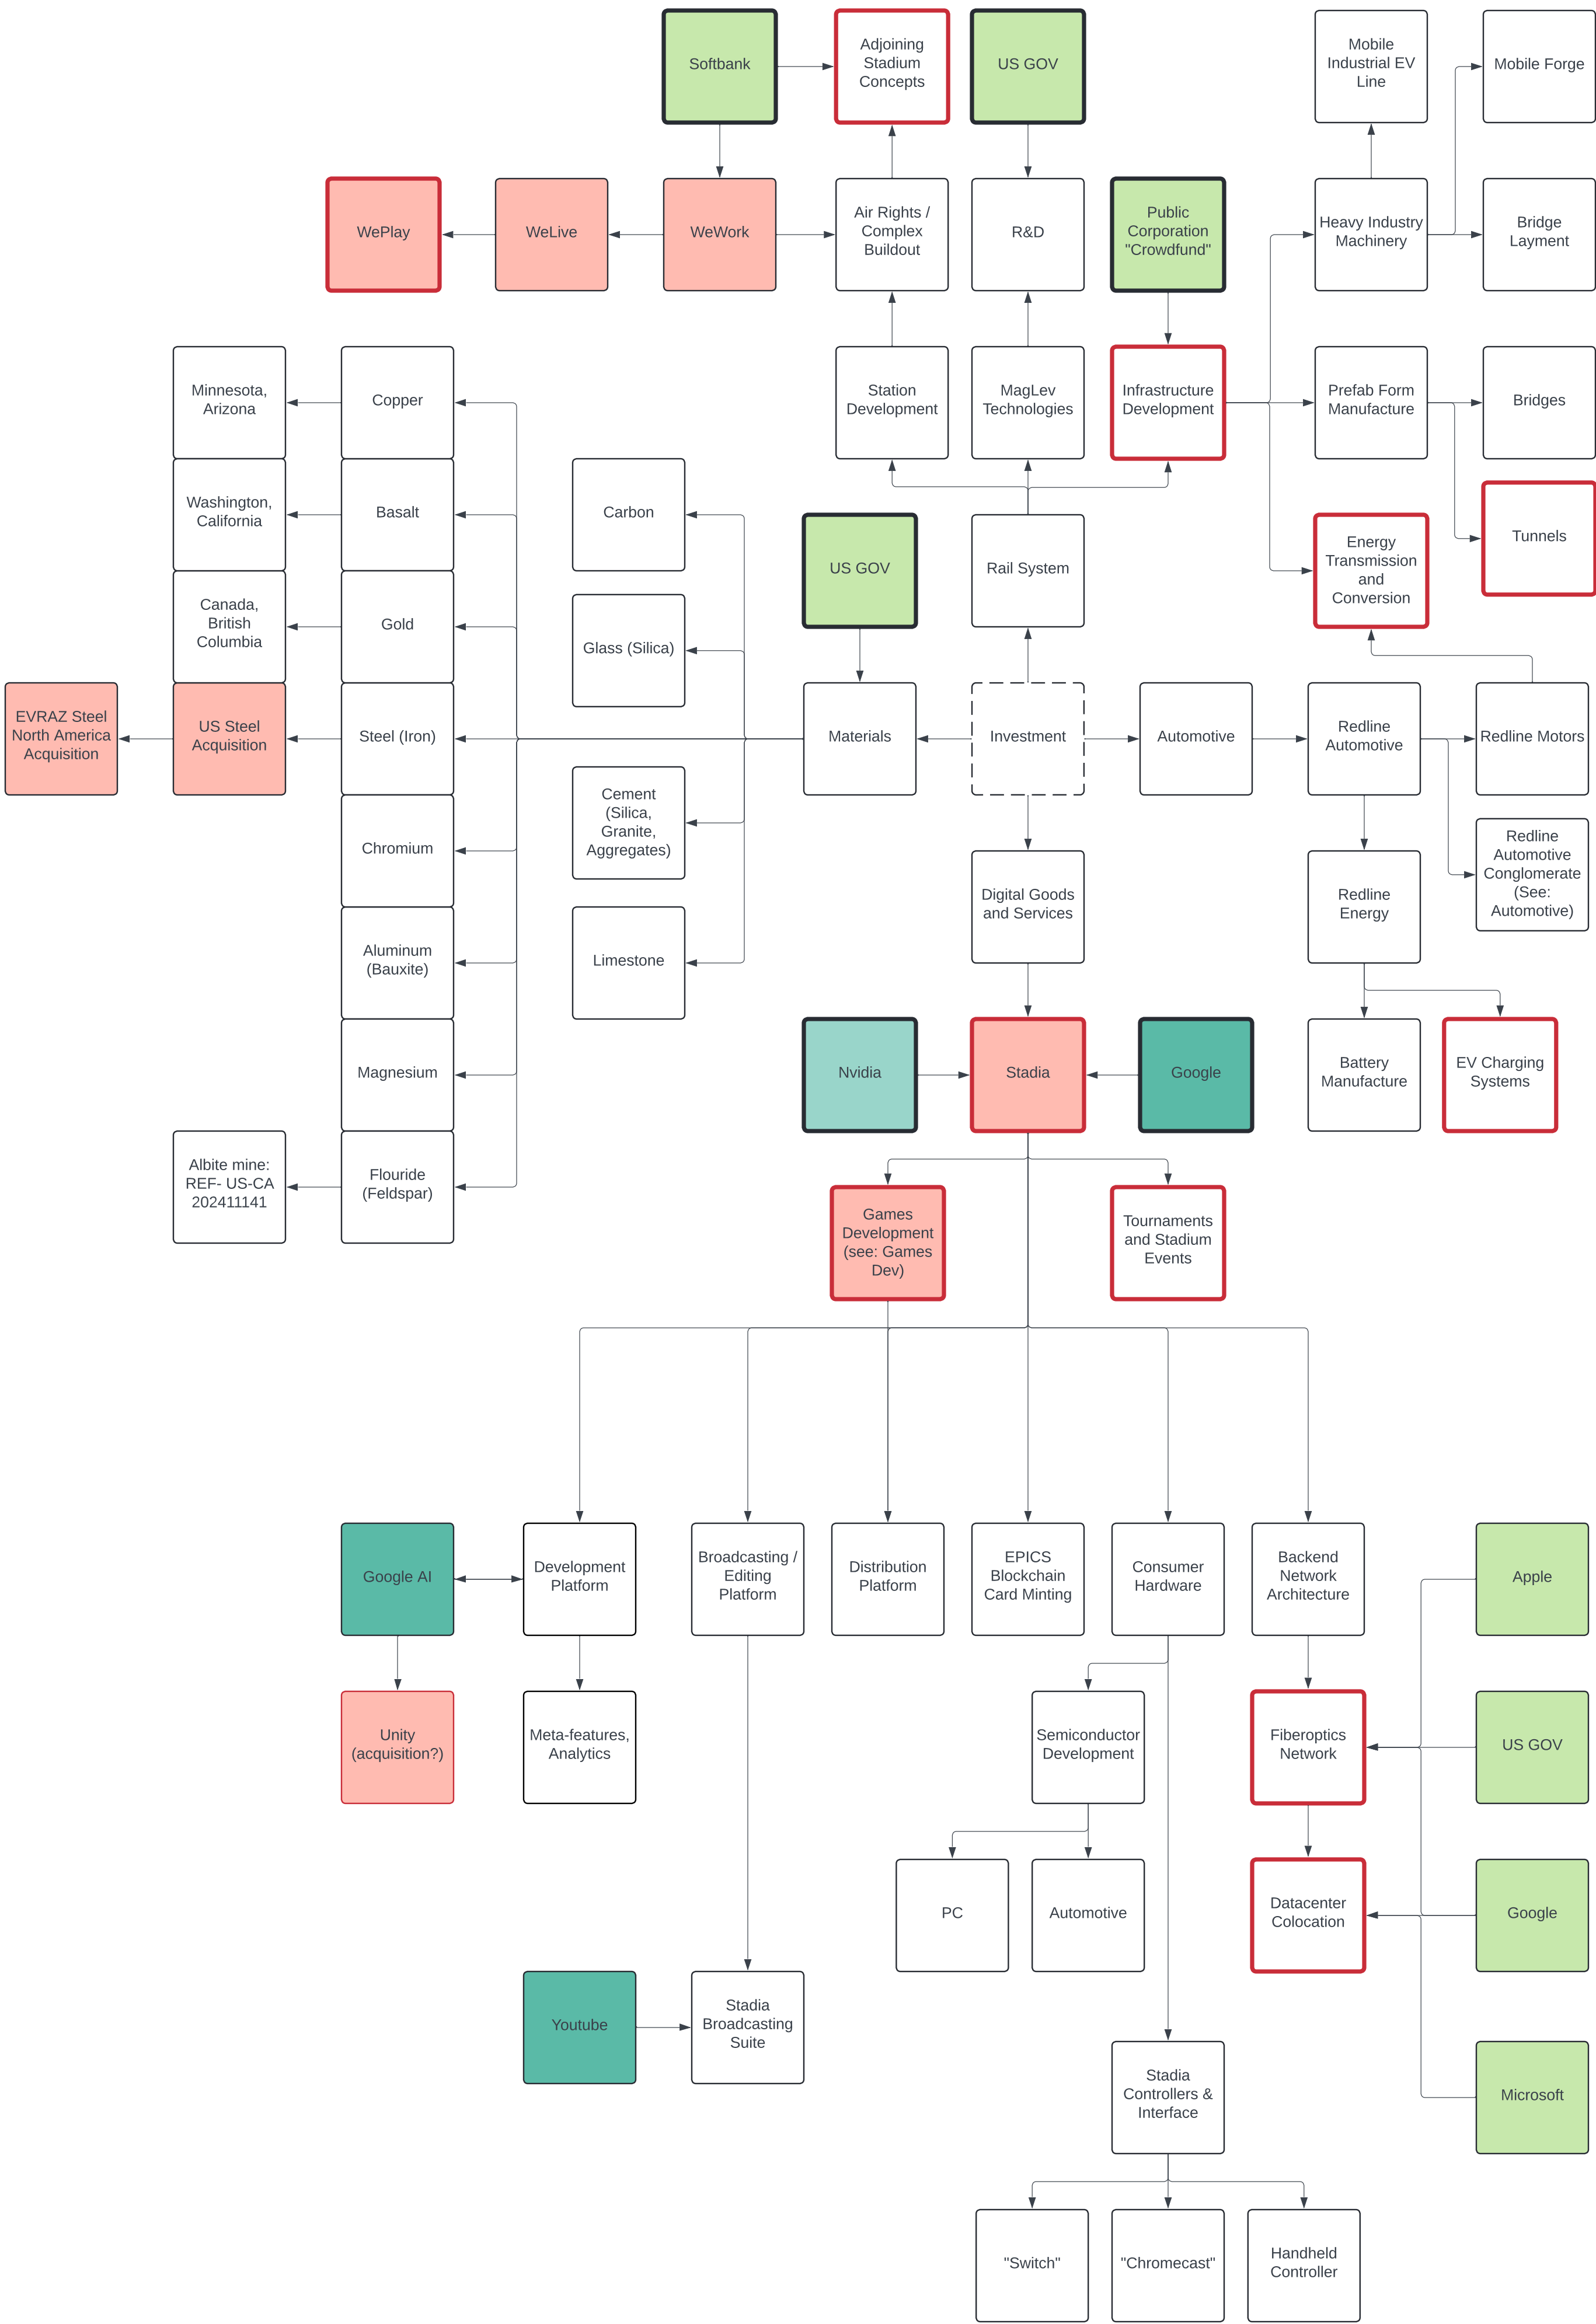 Softbank
Adjoining
Stadium
Concepts
US GOV
Mobile
Industrial EV
Line
Mobile Forge
WePlay
WeLive
WeWork
Air Rights /
Complex
Buildout
R&D
Public
Corporation
"Crowdfund"
Heavy Industry
Machinery
Bridge
Layment
Minnesota,
Arizona
Copper
Station
Development
MagLev
Technologies
Infrastructure
Development
Prefab Form
Manufacture
Bridges
Washington,
California
Basalt
Carbon
US GOV
Rail System
Energy
Transmission
and
Conversion
Tunnels
Canada,
British
Columbia
Gold
Glass (Silica)
EVRAZ Steel
North America
Acquisition
US Steel
Acquisition
Steel (Iron)
Materials
Investment
Automotive
Redline
Automotive
Redline Motors
Cement
(Silica,
Granite,
Aggregates)
Chromium
Digital Goods
and Services
Redline
Energy
Redline
Automotive
Conglomerate
(See:
Automotive)
Aluminum
(Bauxite)
Limestone
Magnesium
Nvidia
Stadia
Google
Battery
Manufacture
EV Charging
Systems
Albite mine:
REF- US-CA
202411141
Flouride
(Feldspar)
Games
Development
(see: Games
Dev)
Tournaments
and Stadium
Events
Google AI
Development
Platform
Broadcasting /
Editing
Platform
Distribution
Platform
EPICS
Blockchain
Card Minting
Consumer
Hardware
Backend
Network
Architecture
Apple
Unity
(acquisition?)
Meta-features,
Analytics
Semiconductor
Development
Fiberoptics
Network
US GOV
PC
Automotive
Datacenter
Colocation
Google
Youtube
Stadia
Broadcasting
Suite
Stadia
Controllers &
Interface
Microsoft
"Switch"
"Chromecast"
Handheld
Controller